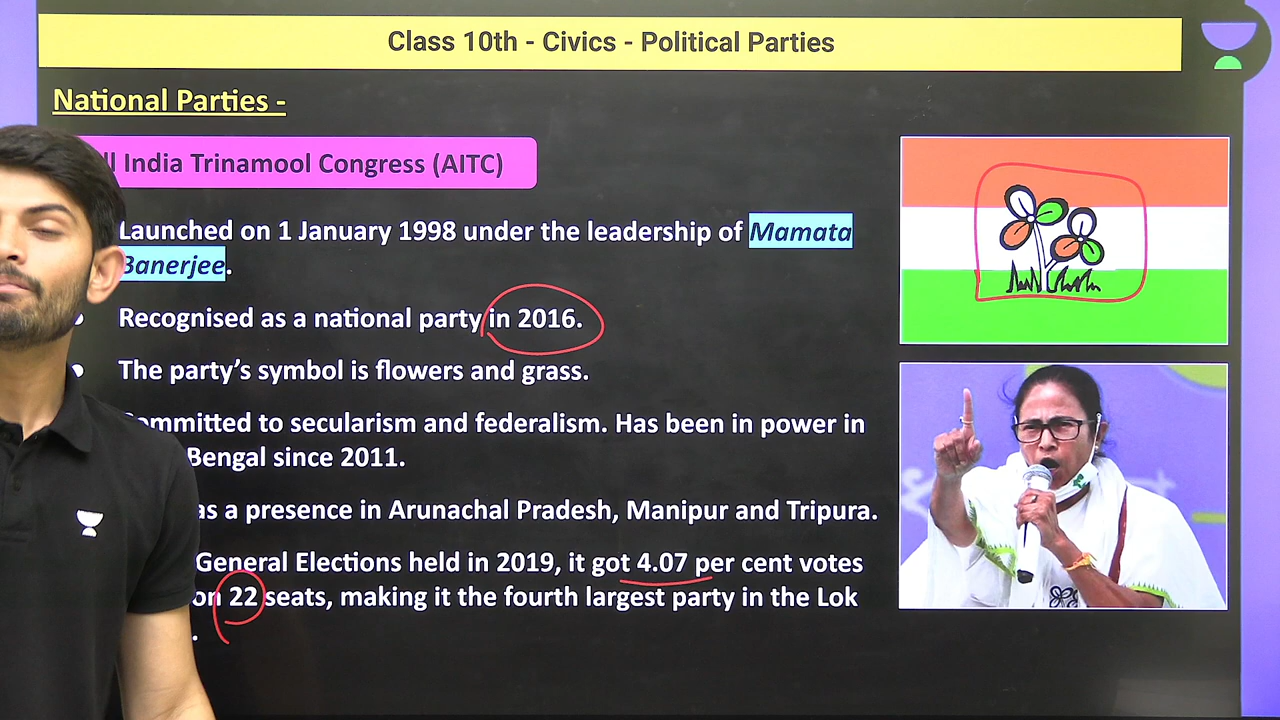 Class 10th - Civics - Political Parties
National Parties -
India Trinamool Congress (AITC)
Launched on 1 January 1998 under the leadership of Mamata
Banerjee.
Recognised as a national party in 2016.
The party's symbol is flowers and grass.
Committed to secularism and federalism. Has been in power in
Bengal since 2011.
as a presence in Arunachal Pradesh, Manipur and Tripura.
General Elections held in 2019, it got 4.07 per cent votes
on 22 seats, making it the fourth largest party in the Lok
.